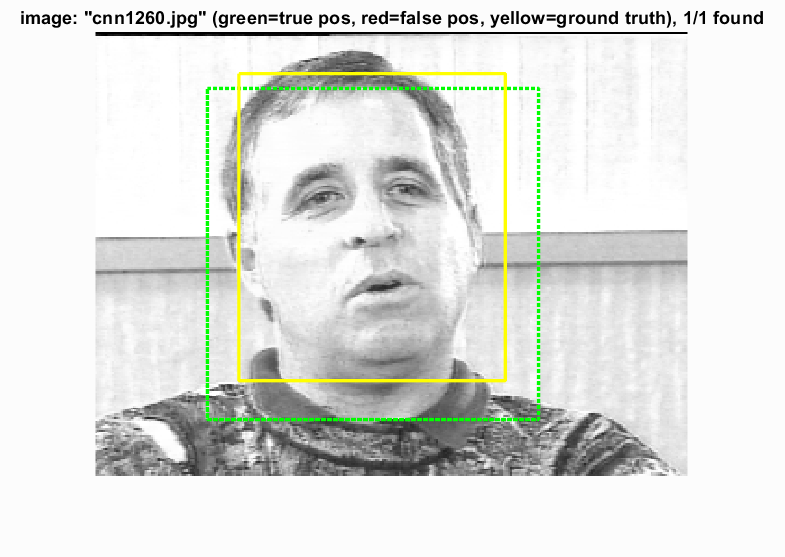 image: "cnn1260.jpg" (green=true pos, red=false pos, yellow=ground truth), 1/1 found